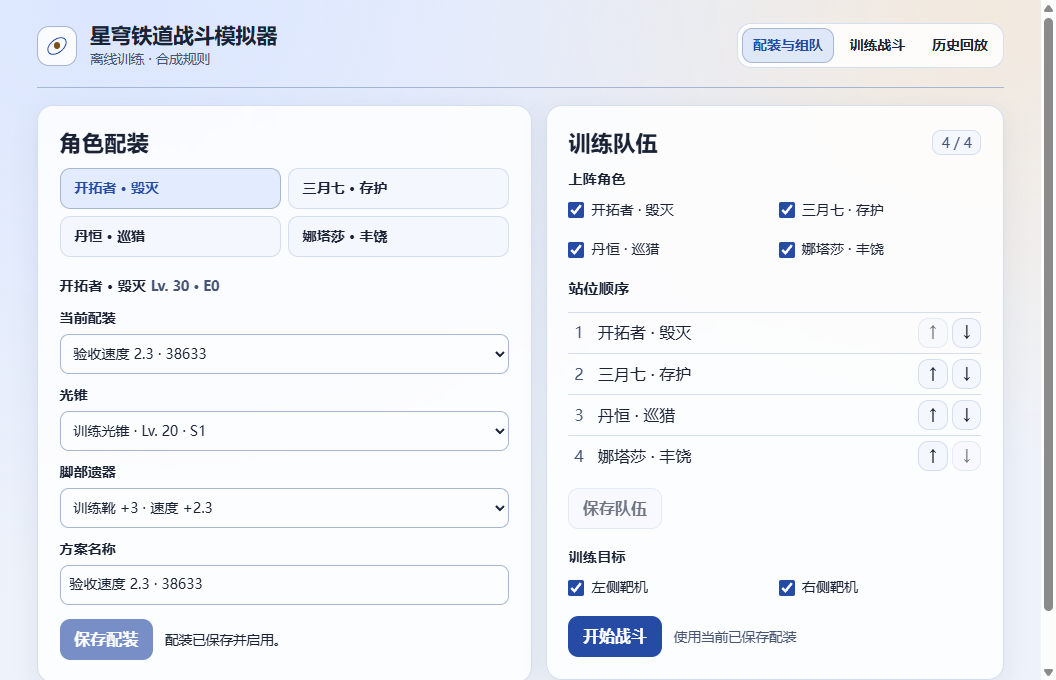 星穹铁道战斗模拟器
离线训练 · 合成规则
配装与组队 训练战斗 历史回放
角色配装
开拓者 • 毁灭 三月七 • 存护
丹恒 • 巡猎 娜塔莎 • 丰饶
开拓者 • 毁灭 Lv. 30 • E0
当前配装
验收速度 2.3 · 38633
光锥
训练光锥 · Lv. 20 · S1
脚部遗器
训练靴 +3 · 速度 +2.3
方案名称
验收速度 2.3 · 38633
保存配装 配装已保存并启用。
训练队伍 4 / 4
上阵角色
开拓者 · 毁灭 三月七 · 存护
丹恒 · 巡猎 娜塔莎 · 丰饶
站位顺序
1 开拓者 · 毁灭 ↑ ↓
2 三月七 · 存护 ↑ ↓
3 丹恒 · 巡猎 ↑ ↓
4 娜塔莎 · 丰饶 ↑ ↓
保存队伍
训练目标
左侧靶机 右侧靶机
开始战斗 使用当前已保存配装